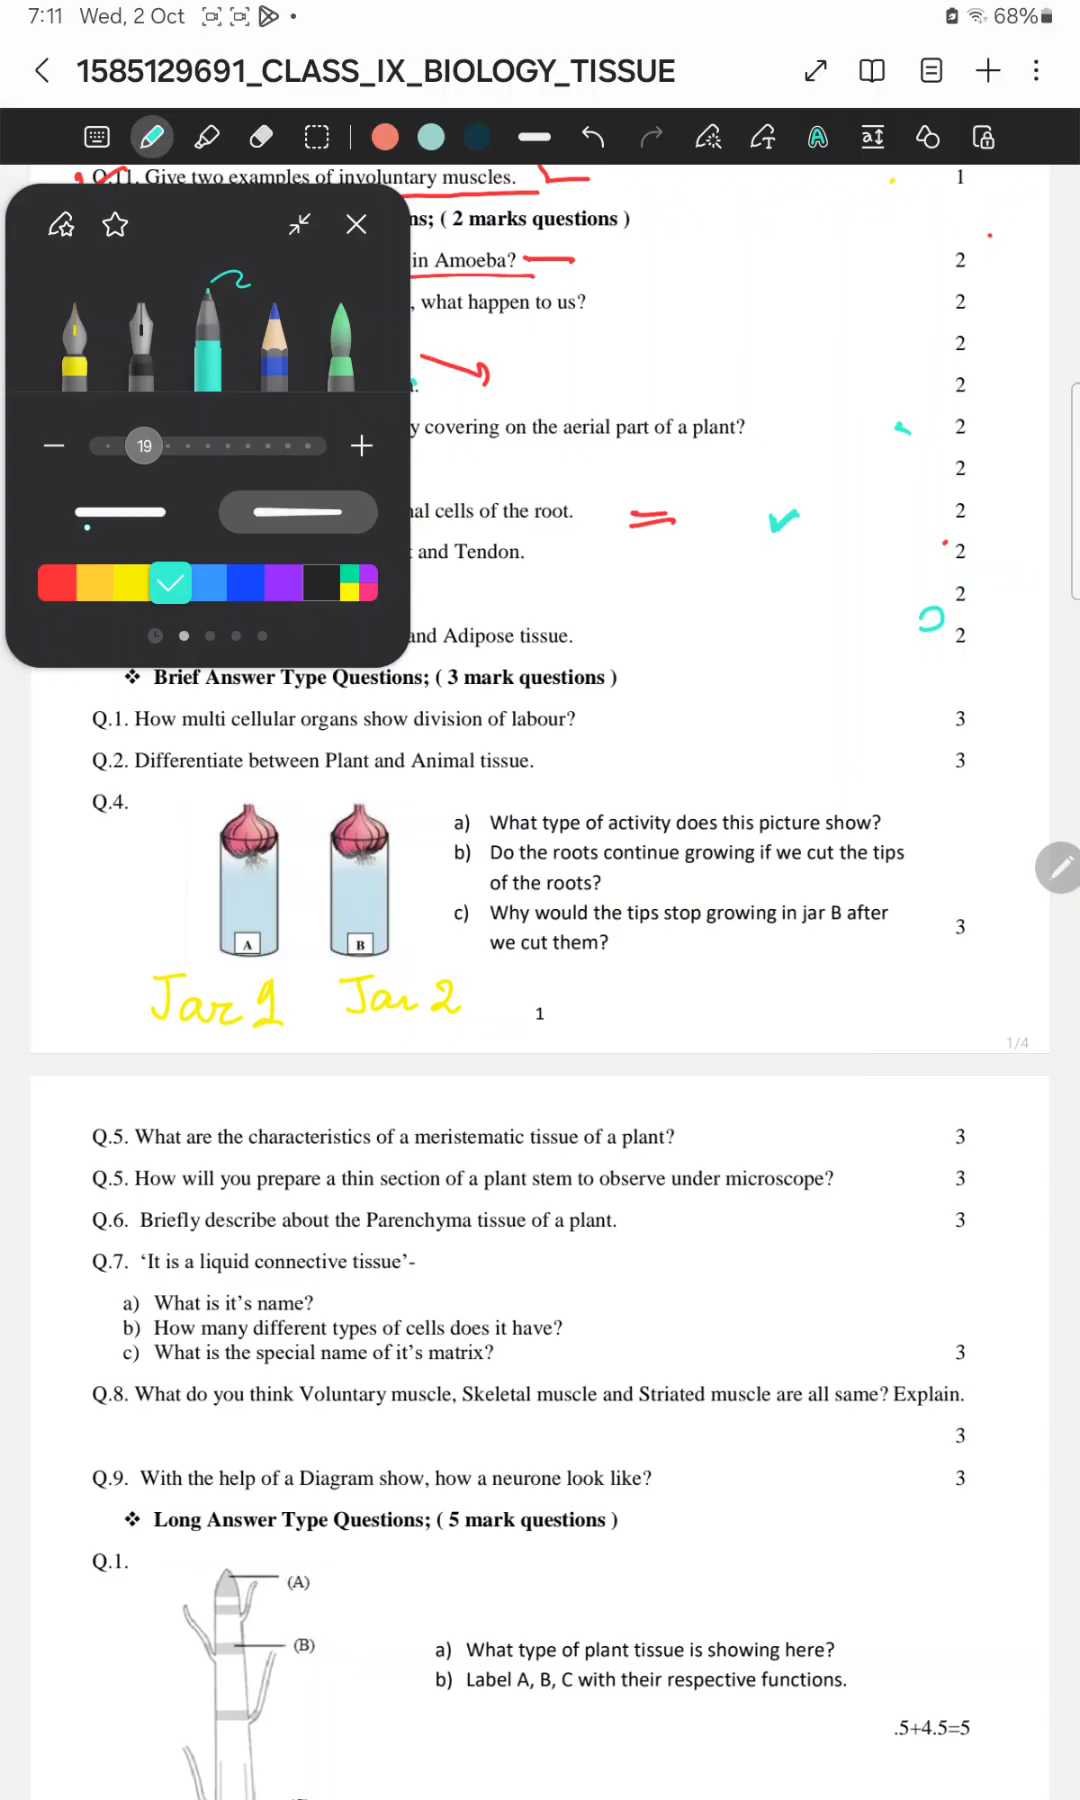 7:11 Wed, 2 Oct 68%
1585129691_CLASS_IX_BIOLOGY_TISSUE
Q.11. Give two examples of involuntary muscles. 1
ns; ( 2 marks questions )
in Amoeba? 2
, what happen to us? 2
2
2
y covering on the aerial part of a plant? 2
2
nal cells of the root. 2
and Tendon. 2
2
and Adipose tissue. 2
19
❖ Brief Answer Type Questions; ( 3 mark questions )
Q.1. How multi cellular organs show division of labour? 3
Q.2. Differentiate between Plant and Animal tissue. 3
Q.4.
a) What type of activity does this picture show?
b) Do the roots continue growing if we cut the tips
of the roots?
c) Why would the tips stop growing in jar B after
we cut them? 3
A B
Jar 1 Jar 2
1
1/4
Q.5. What are the characteristics of a meristematic tissue of a plant? 3
Q.5. How will you prepare a thin section of a plant stem to observe under microscope? 3
Q.6. Briefly describe about the Parenchyma tissue of a plant. 3
Q.7. ‘It is a liquid connective tissue’-
a) What is it’s name?
b) How many different types of cells does it have?
c) What is the special name of it’s matrix? 3
Q.8. What do you think Voluntary muscle, Skeletal muscle and Striated muscle are all same? Explain.
3
Q.9. With the help of a Diagram show, how a neurone look like? 3
❖ Long Answer Type Questions; ( 5 mark questions )
Q.1.
(A)
(B)
a) What type of plant tissue is showing here?
b) Label A, B, C with their respective functions.
.5+4.5=5